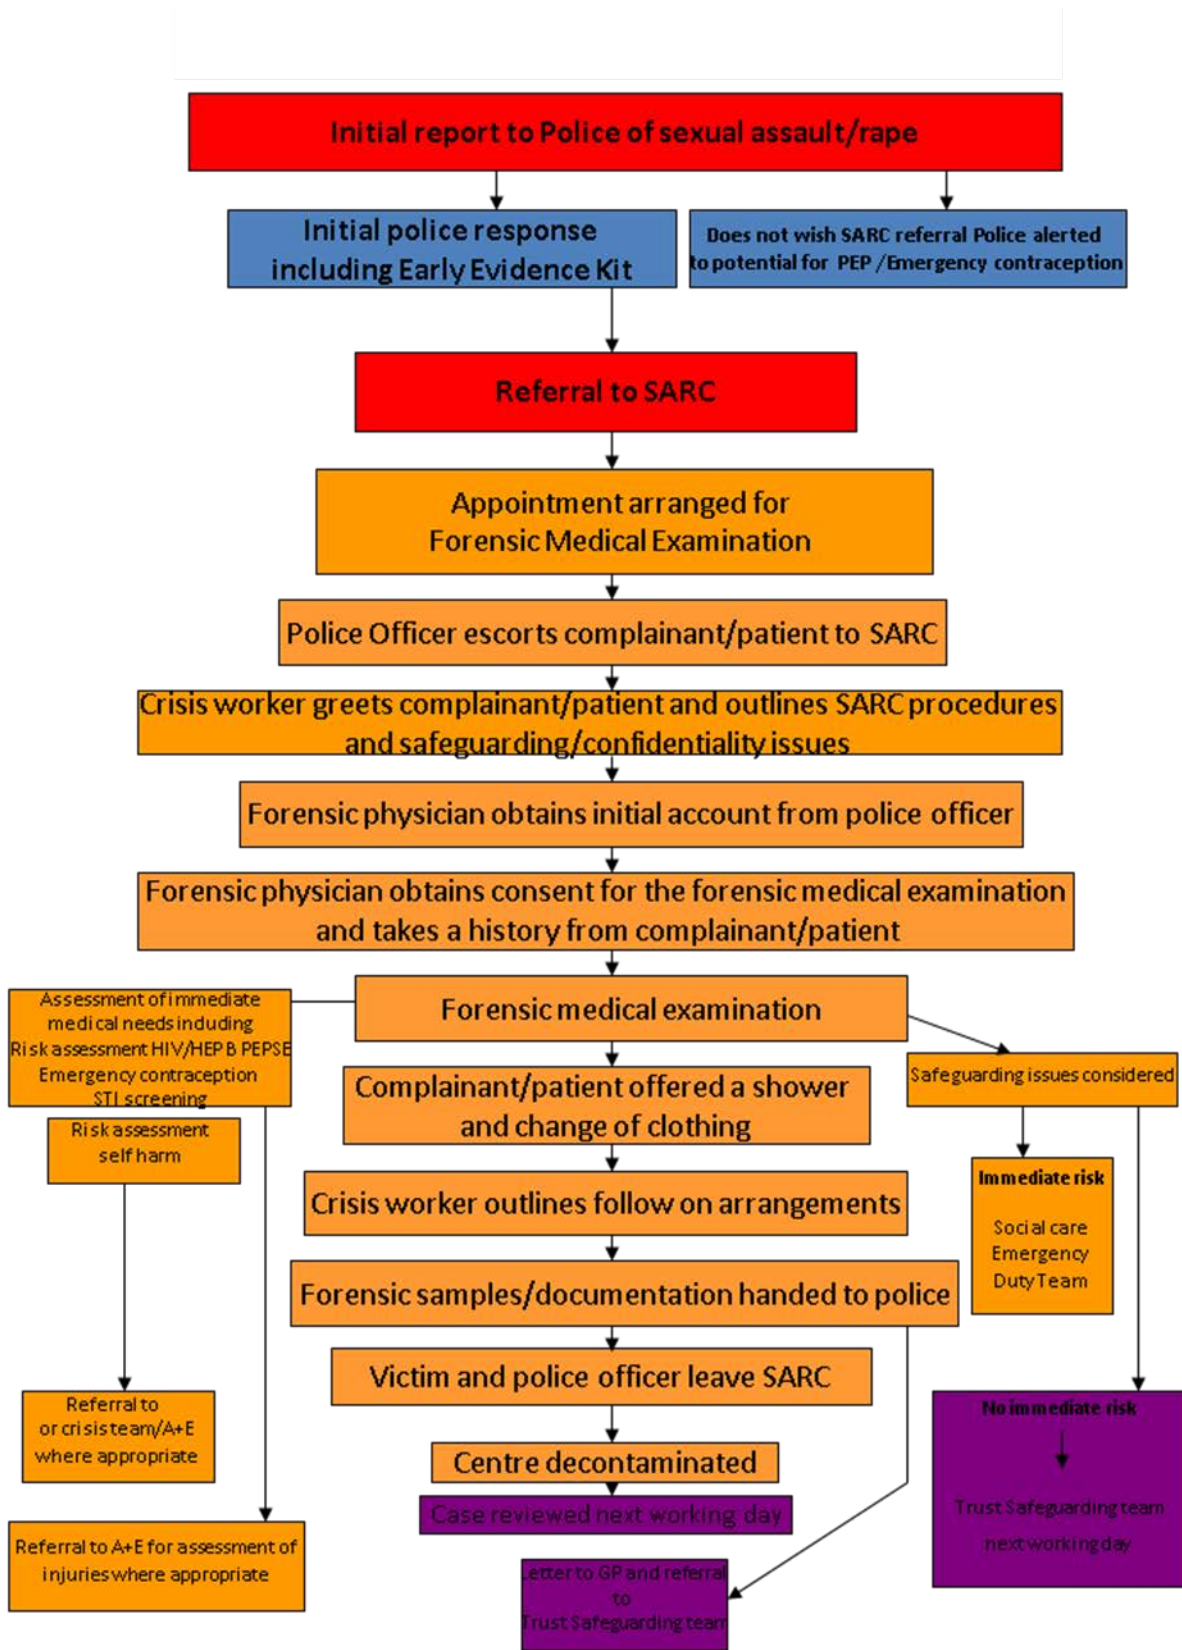 Initial report to Police of sexual assault/rape
Initial police response
including Early Evidence Kit
Does not wish SARC referral Police alerted
to potential for PEP /Emergency contraception
Referral to SARC
Appointment arranged for
Forensic Medical Examination
Police Officer escorts complainant/patient to SARC
Crisis worker greets complainant/patient and outlines SARC procedures
and safeguarding/confidentiality issues
Forensic physician obtains initial account from police officer
Forensic physician obtains consent for the forensic medical examination
and takes a history from complainant/patient
Forensic medical examination
Assessment of immediate
medical needs including
Risk assessment HIV/HEP B PEPSE
Emergency contraception
STI screening
Risk assessment
self harm
Complainant/patient offered a shower
and change of clothing
Safeguarding issues considered
Immediate risk
Social care
Emergency
Duty Team
Crisis worker outlines follow on arrangements
Forensic samples/documentation handed to police
Victim and police officer leave SARC
Referral to
or crisis team/A+E
where appropriate
No immediate risk
Trust Safeguarding team
next working day
Centre decontaminated
Case reviewed next working day
Referral to A+E for assessment of
injuries where appropriate
Letter to GP and referral
to
Trust Safeguarding team